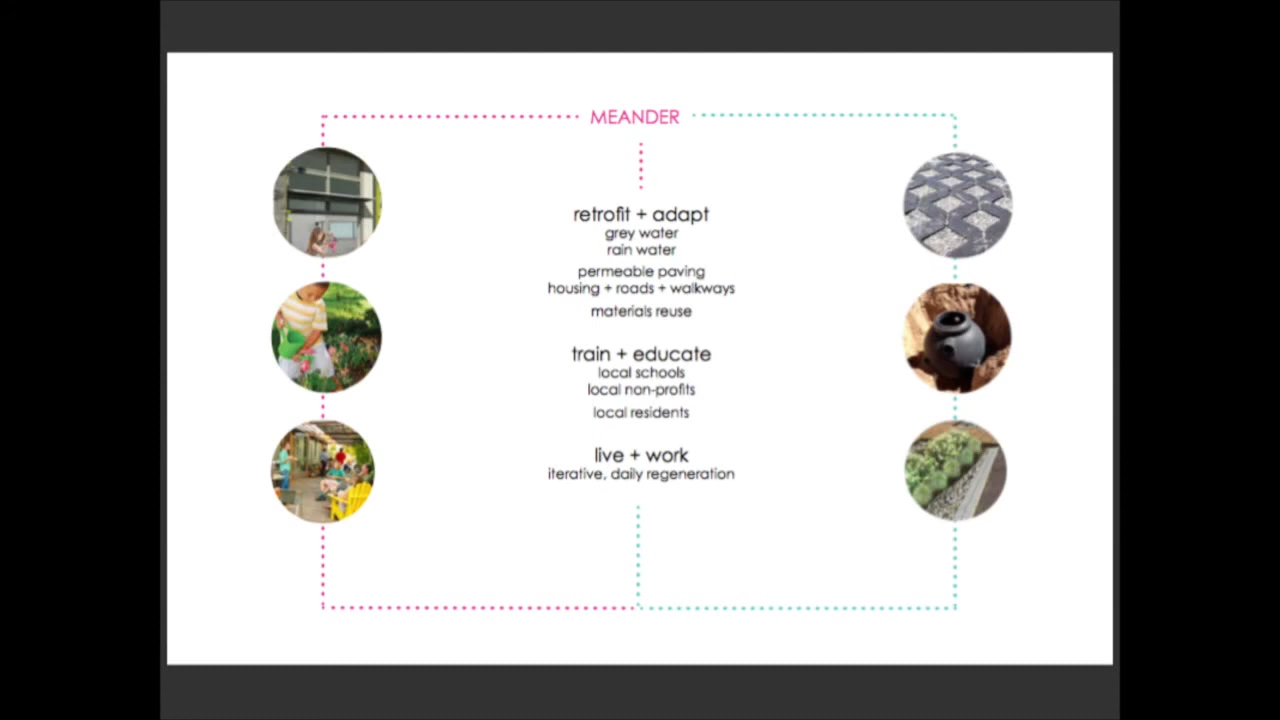 MEANDER
retrofit + adapt
grey water
rain water
permeable paving
housing + roads + walkways
materials reuse
train + educate
local schools
local non-profits
local residents
live + work
iterative, daily regeneration